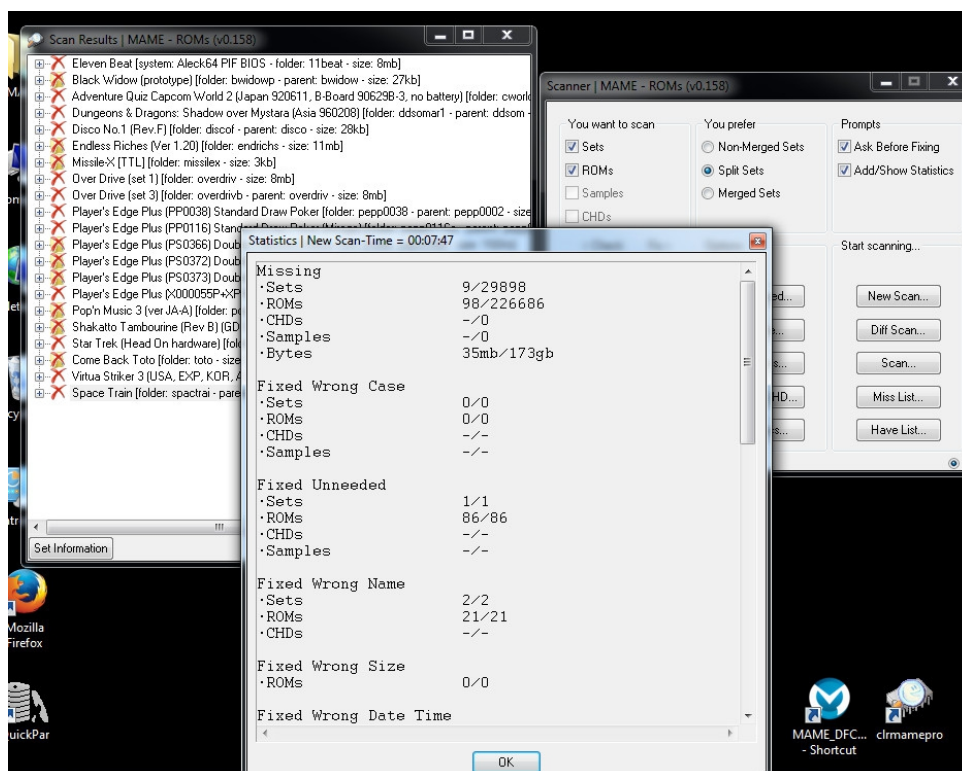 Scan Results | MAME - ROMs (v0.158)
Eleven Beat [system: Aleck64 PIF BIOS - folder: 11beat - size: 8mb]
Black Widow (prototype) [folder: bwidowp - parent: bwidow - size: 27kb]
Adventure Quiz Capcom World 2 (Japan 920611, B-Board 90629B-3, no battery) [folder: cworld
Dungeons & Dragons: Shadow over Mystara (Asia 960208) [folder: ddsomar1 - parent: ddsom -
Disco No.1 (Rev.F) [folder: discof - parent: disco - size: 28kb]
Endless Riches (Ver 1.20) [folder: endrichs - size: 11mb]
Missile-X [TTL] [folder: missilex - size: 3kb]
Over Drive (set 1) [folder: overdriv - size: 8mb]
Over Drive (set 3) [folder: overdrivb - parent: overdriv - size: 8mb]
Player's Edge Plus (PP0038) Standard Draw Poker [folder: pepp0038 - parent: pepp0002 - size
Player's Edge Plus (PP0116) Standard Draw Poker
Player's Edge Plus (PS0366) Doub
Player's Edge Plus (PS0372) Doub
Player's Edge Plus (PS0373) Doub
Player's Edge Plus (X000055P+XP
Pop'n Music 3 (ver JA-A) [folder: po
Shakatto Tambourine (Rev B) (GD
Star Trek (Head On hardware) [fol
Come Back Toto [folder: toto - size
Virtua Striker 3 (USA, EXP, KOR, A
Space Train [folder: spactrai - pare
Set Information
Scanner | MAME - ROMs (v0.158)
You want to scan
Sets
ROMs
Samples
CHDs
You prefer
Non-Merged Sets
Split Sets
Merged Sets
Prompts
Ask Before Fixing
Add/Show Statistics
Start scanning...
New Scan...
Diff Scan...
Scan...
Miss List...
Have List...
Statistics | New Scan-Time = 00:07:47
Missing
·Sets 9/29898
·ROMs 98/226686
·CHDs -/0
·Samples -/0
·Bytes 35mb/173gb
Fixed Wrong Case
·Sets 0/0
·ROMs 0/0
·CHDs -/-
·Samples -/-
Fixed Unneeded
·Sets 1/1
·ROMs 86/86
·CHDs -/-
·Samples -/-
Fixed Wrong Name
·Sets 2/2
·ROMs 21/21
·CHDs -/-
Fixed Wrong Size
·ROMs 0/0
Fixed Wrong Date Time
OK
Mozilla
Firefox
QuickPar
MAME_DFC...
- Shortcut
clrmamepro